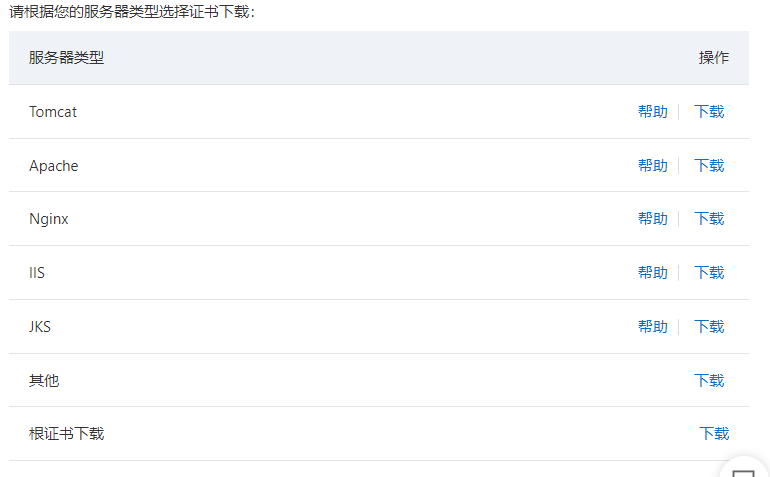 请根据您的服务器类型选择证书下载：
服务器类型 操作
Tomcat 帮助 下载
Apache 帮助 下载
Nginx 帮助 下载
IIS 帮助 下载
JKS 帮助 下载
其他 下载
根证书下载 下载